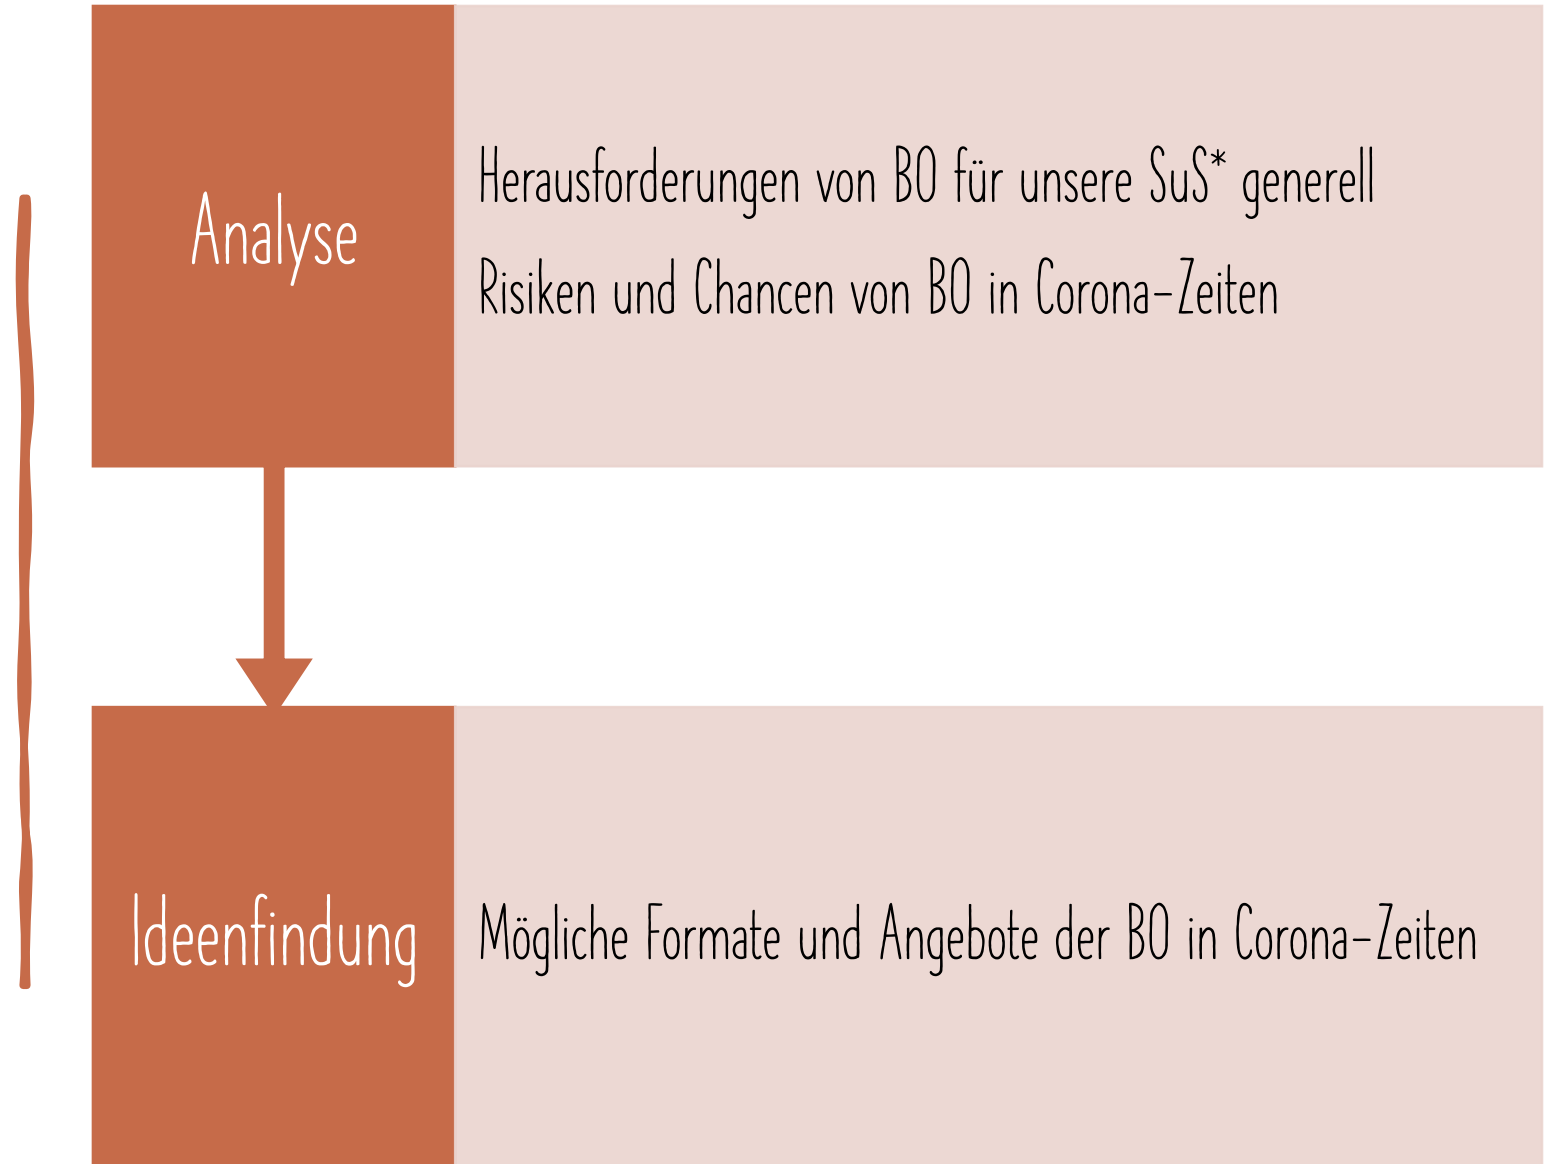 Analyse
Herausforderungen von BO für unsere SuS* generell
Risiken und Chancen von BO in Corona-Zeiten
Ideenfindung
Mögliche Formate und Angebote der BO in Corona-Zeiten